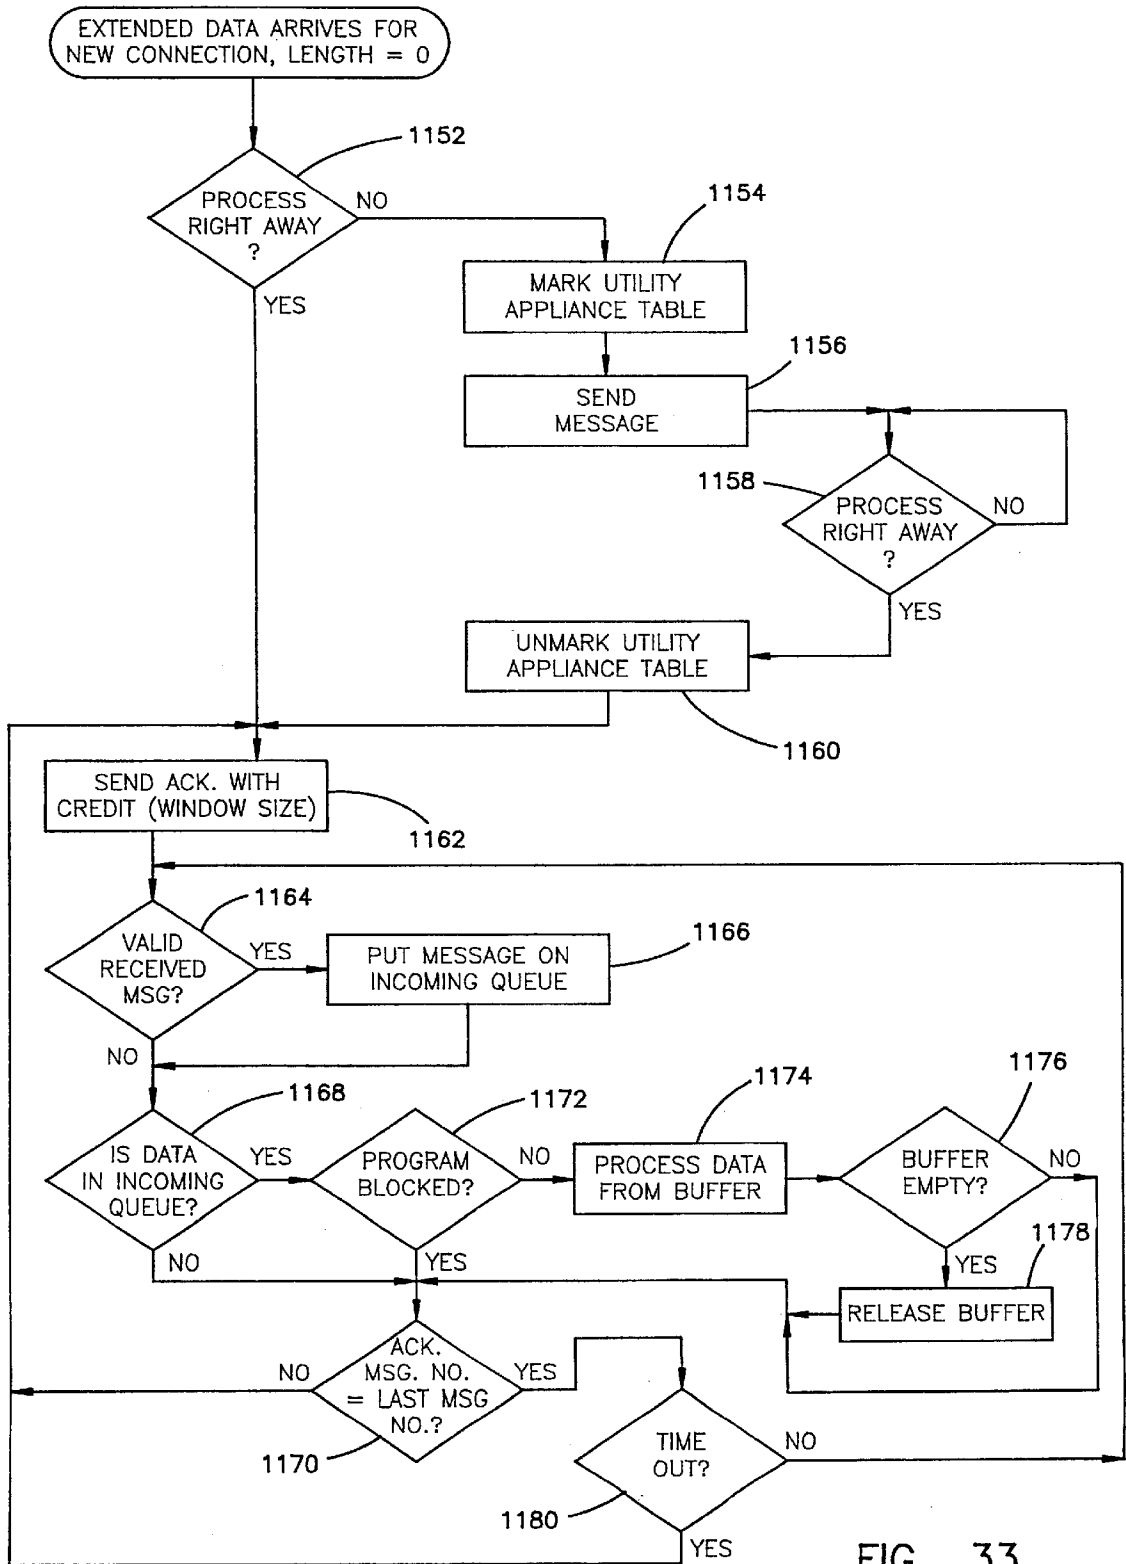 EXTENDED DATA ARRIVES FOR
NEW CONNECTION, LENGTH = 0
1152
PROCESS
RIGHT AWAY
?
NO
YES
1154
MARK UTILITY
APPLIANCE TABLE
1156
SEND
MESSAGE
1158
PROCESS
RIGHT AWAY
?
NO
YES
UNMARK UTILITY
APPLIANCE TABLE
1160
SEND ACK. WITH
CREDIT (WINDOW SIZE)
1162
1164
VALID
RECEIVED
MSG?
YES
NO
1166
PUT MESSAGE ON
INCOMING QUEUE
1168
IS DATA
IN INCOMING
QUEUE?
YES
NO
1172
PROGRAM
BLOCKED?
NO
YES
1174
PROCESS DATA
FROM BUFFER
1176
BUFFER
EMPTY?
NO
YES
1178
RELEASE BUFFER
ACK.
MSG. NO.
= LAST MSG
NO.?
NO
YES
1170
TIME
OUT?
NO
1180
YES
FIG. 33